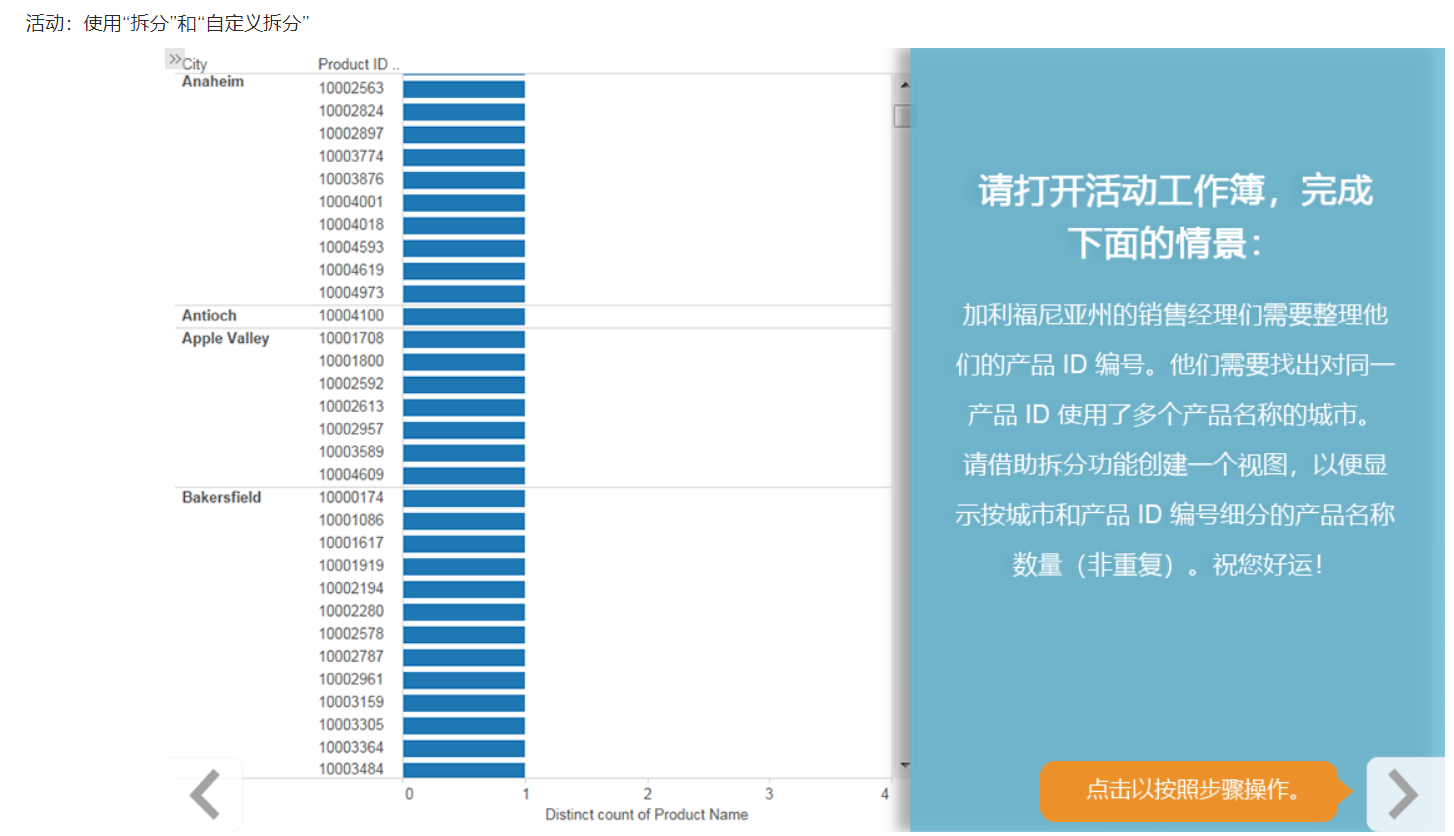 活动：使用“拆分”和“自定义拆分”
City Product ID ..
Anaheim 10002563
10002824
10002897
10003774
10003876
10004001
10004018
10004593
10004619
10004973
Antioch 10004100
Apple Valley 10001708
10001800
10002592
10002613
10002957
10003589
10004609
Bakersfield 10000174
10001086
10001617
10001919
10002194
10002280
10002578
10002787
10002961
10003159
10003305
10003364
10003484
0 1 2 3 4
Distinct count of Product Name
请打开活动工作簿，完成
下面的情景：
加利福尼亚州的销售经理们需要整理他
们的产品 ID 编号。他们需要找出对同一
产品 ID 使用了多个产品名称的城市。
请借助拆分功能创建一个视图，以便显
示按城市和产品 ID 编号细分的产品名称
数量（非重复）。祝您好运！
点击以按照步骤操作。